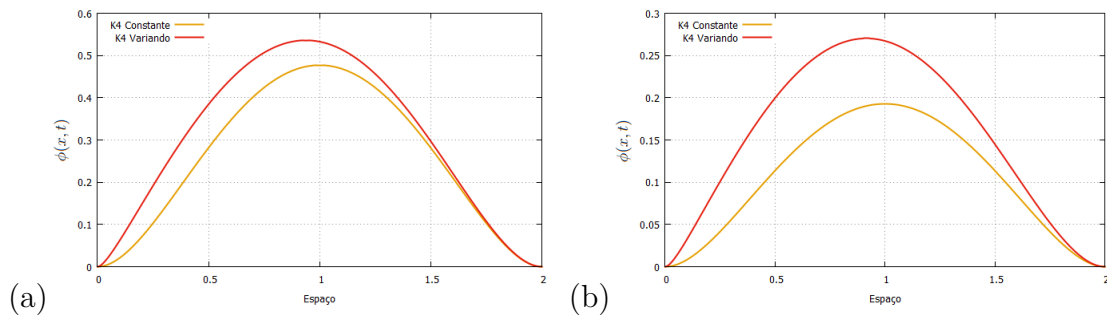 K4 Constante
K4 Variando
0.6
0.5
0.4
0.3
0.2
0.1
0
ϕ(x, t)
0.5
1
1.5
2
Espaço
(a)
K4 Constante
K4 Variando
0.3
0.25
0.2
0.15
0.1
0.05
0
ϕ(x, t)
0
0.5
1
1.5
2
Espaço
(b)